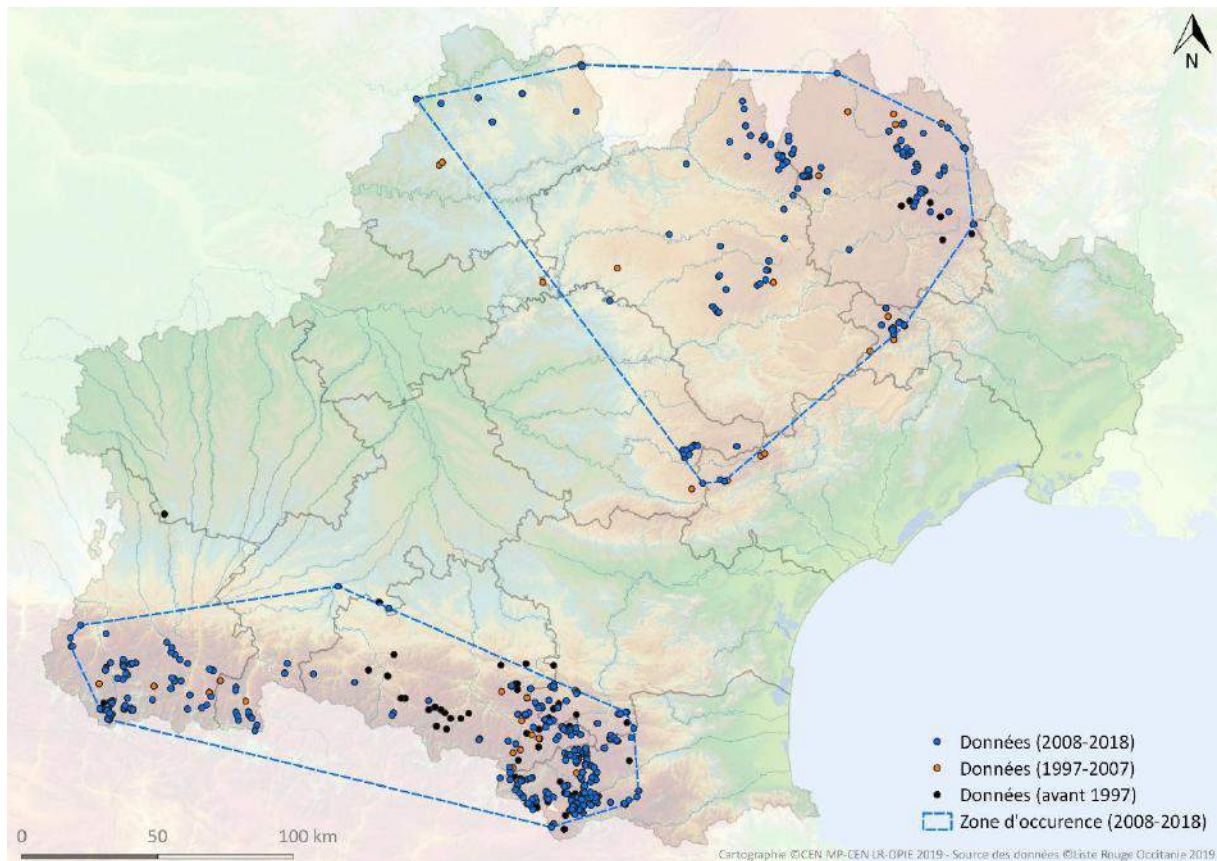 N
Données (2008-2018)
Données (1997-2007)
Données (avant 1997)
Zone d'occurence (2008-2018)
0 50 100 km
Cartographie ©CEN MP-CEN LR-OPIE 2019 - Source des données ©Liste Rouge Occitanie 2019